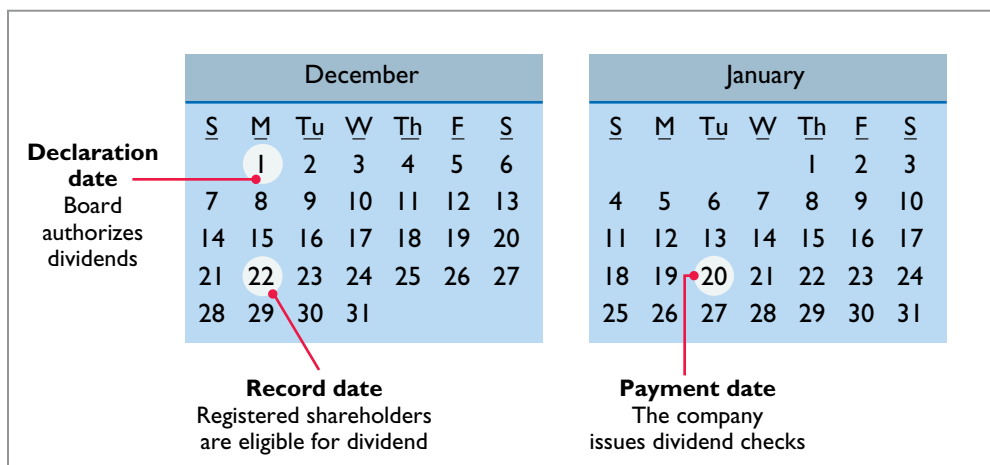 December
S M Tu W Th F S
1 2 3 4 5 6
7 8 9 10 11 12 13
14 15 16 17 18 19 20
21 22 23 24 25 26 27
28 29 30 31
January
S M Tu W Th F S
1 2 3
4 5 6 7 8 9 10
11 12 13 14 15 16 17
18 19 20 21 22 23 24
25 26 27 28 29 30 31
Declaration
date
Board
authorizes
dividends
Record date
Registered shareholders
are eligible for dividend
Payment date
The company
issues dividend checks